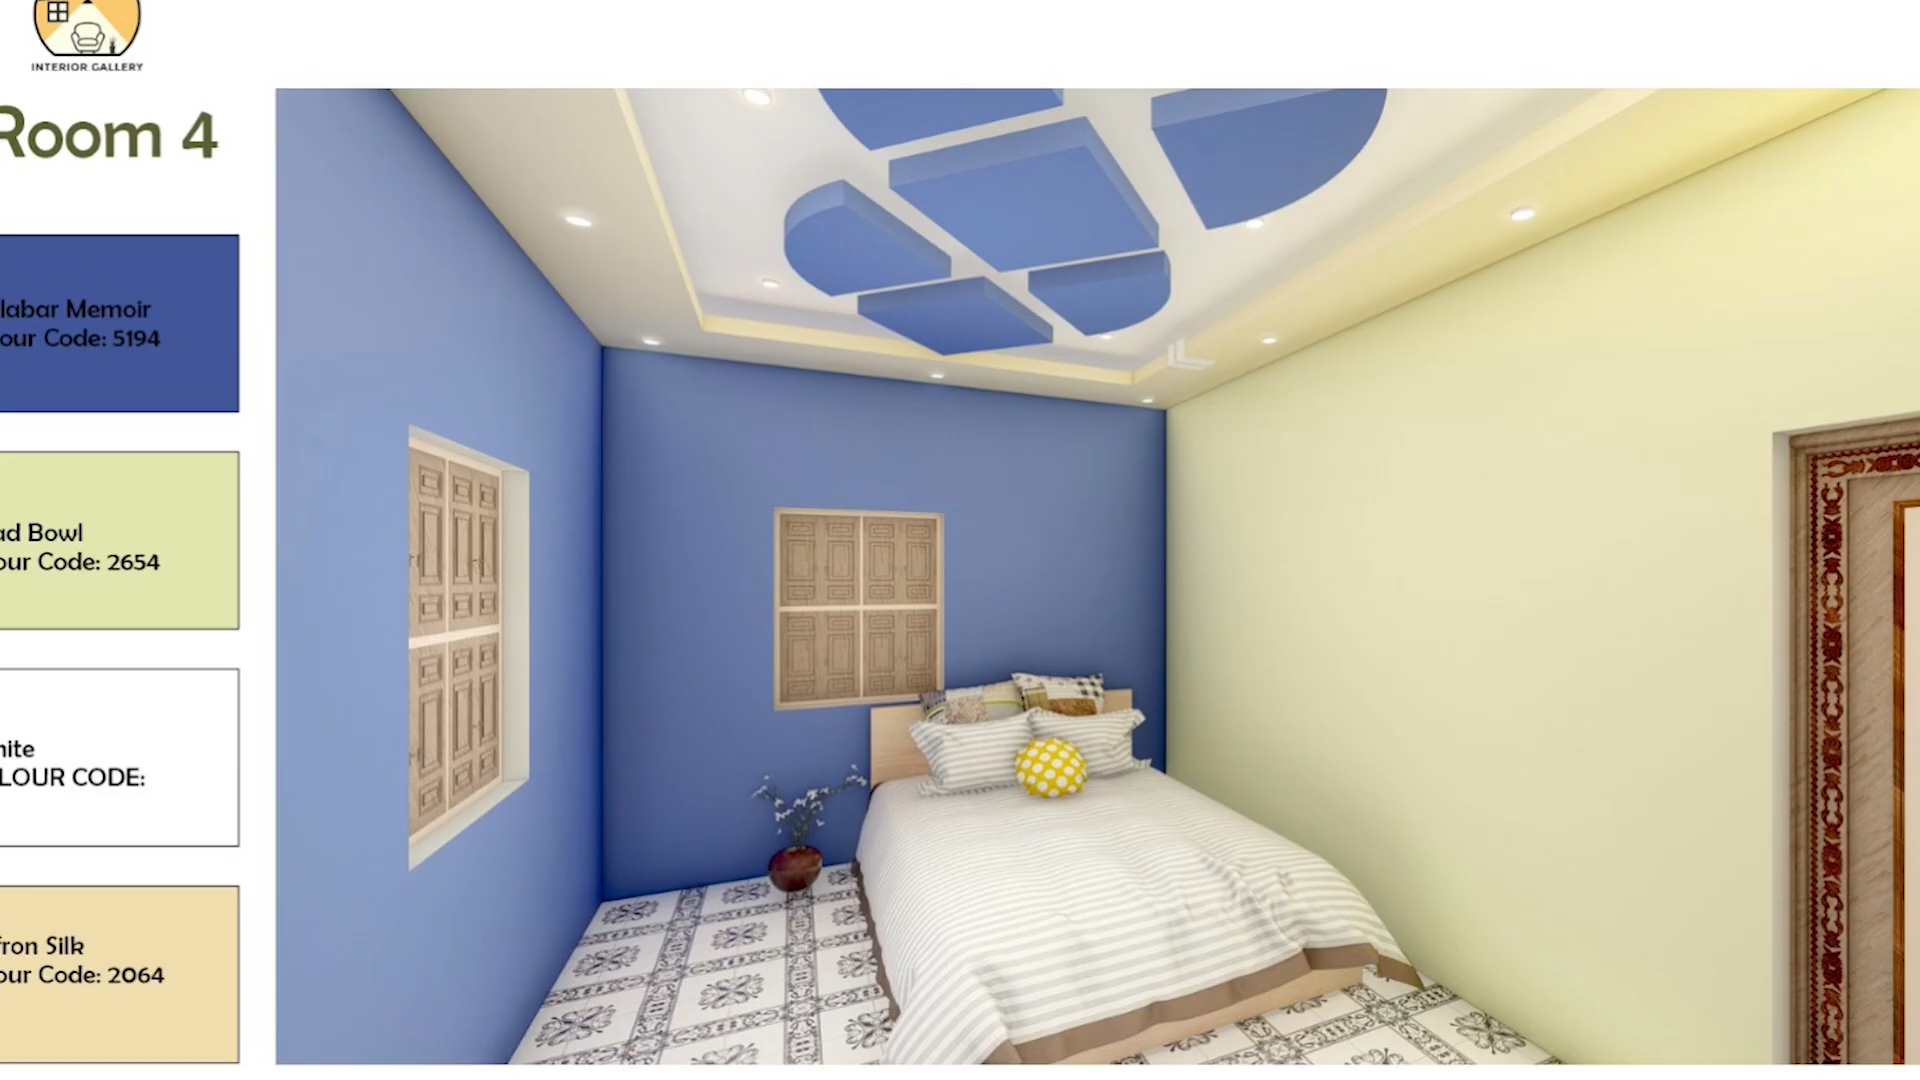 INTERIOR GALLERY
Room 4
labar Memoir
our Code: 5194
ad Bowl
our Code: 2654
hite
LOUR CODE:
fron Silk
our Code: 2064